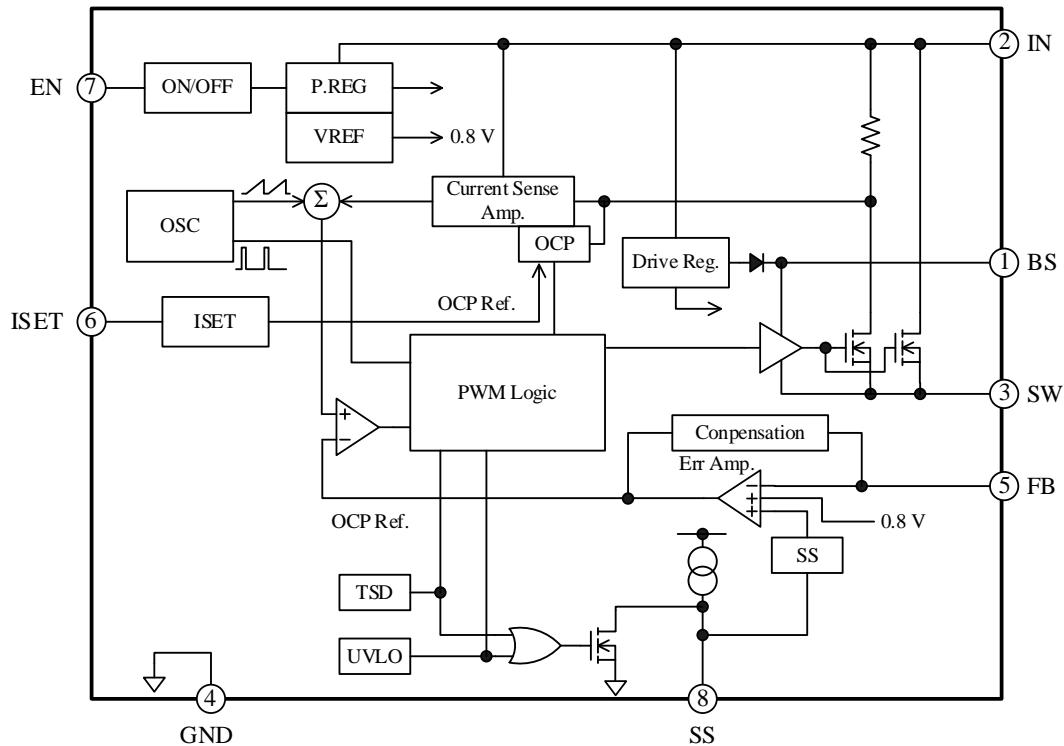 2 IN
EN 7 ON/OFF P.REG
VREF 0.8 V
Current Sense
Amp.
OSC Σ
OCP
Drive Reg.
1 BS
OCP Ref.
ISET 6 ISET
PWM Logic
3 SW
+
−
Conpensation
Err Amp.
− 5 FB
+ 0.8 V
+
OCP Ref.
SS
TSD
UVLO
4 8
GND SS